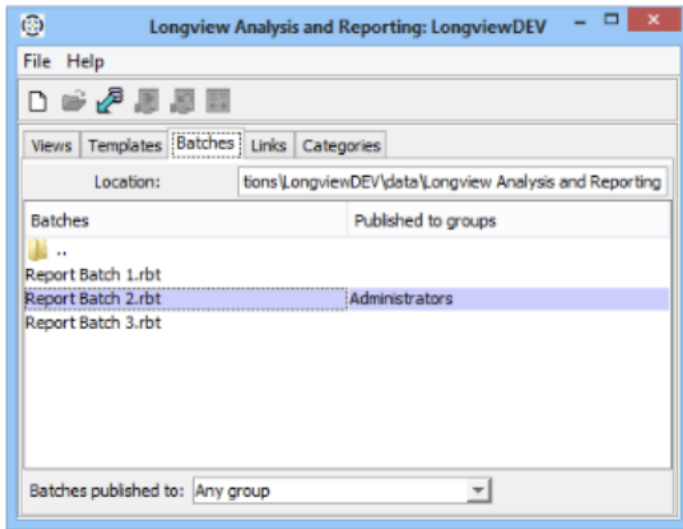 Longview Analysis and Reporting: LongviewDEV
File Help
Views Templates Batches Links Categories
Location: tions\LongviewDEV\data\Longview Analysis and Reporting
Batches Published to groups
..
Report Batch 1.rbt
Report Batch 2.rbt Administrators
Report Batch 3.rbt
Batches published to: Any group